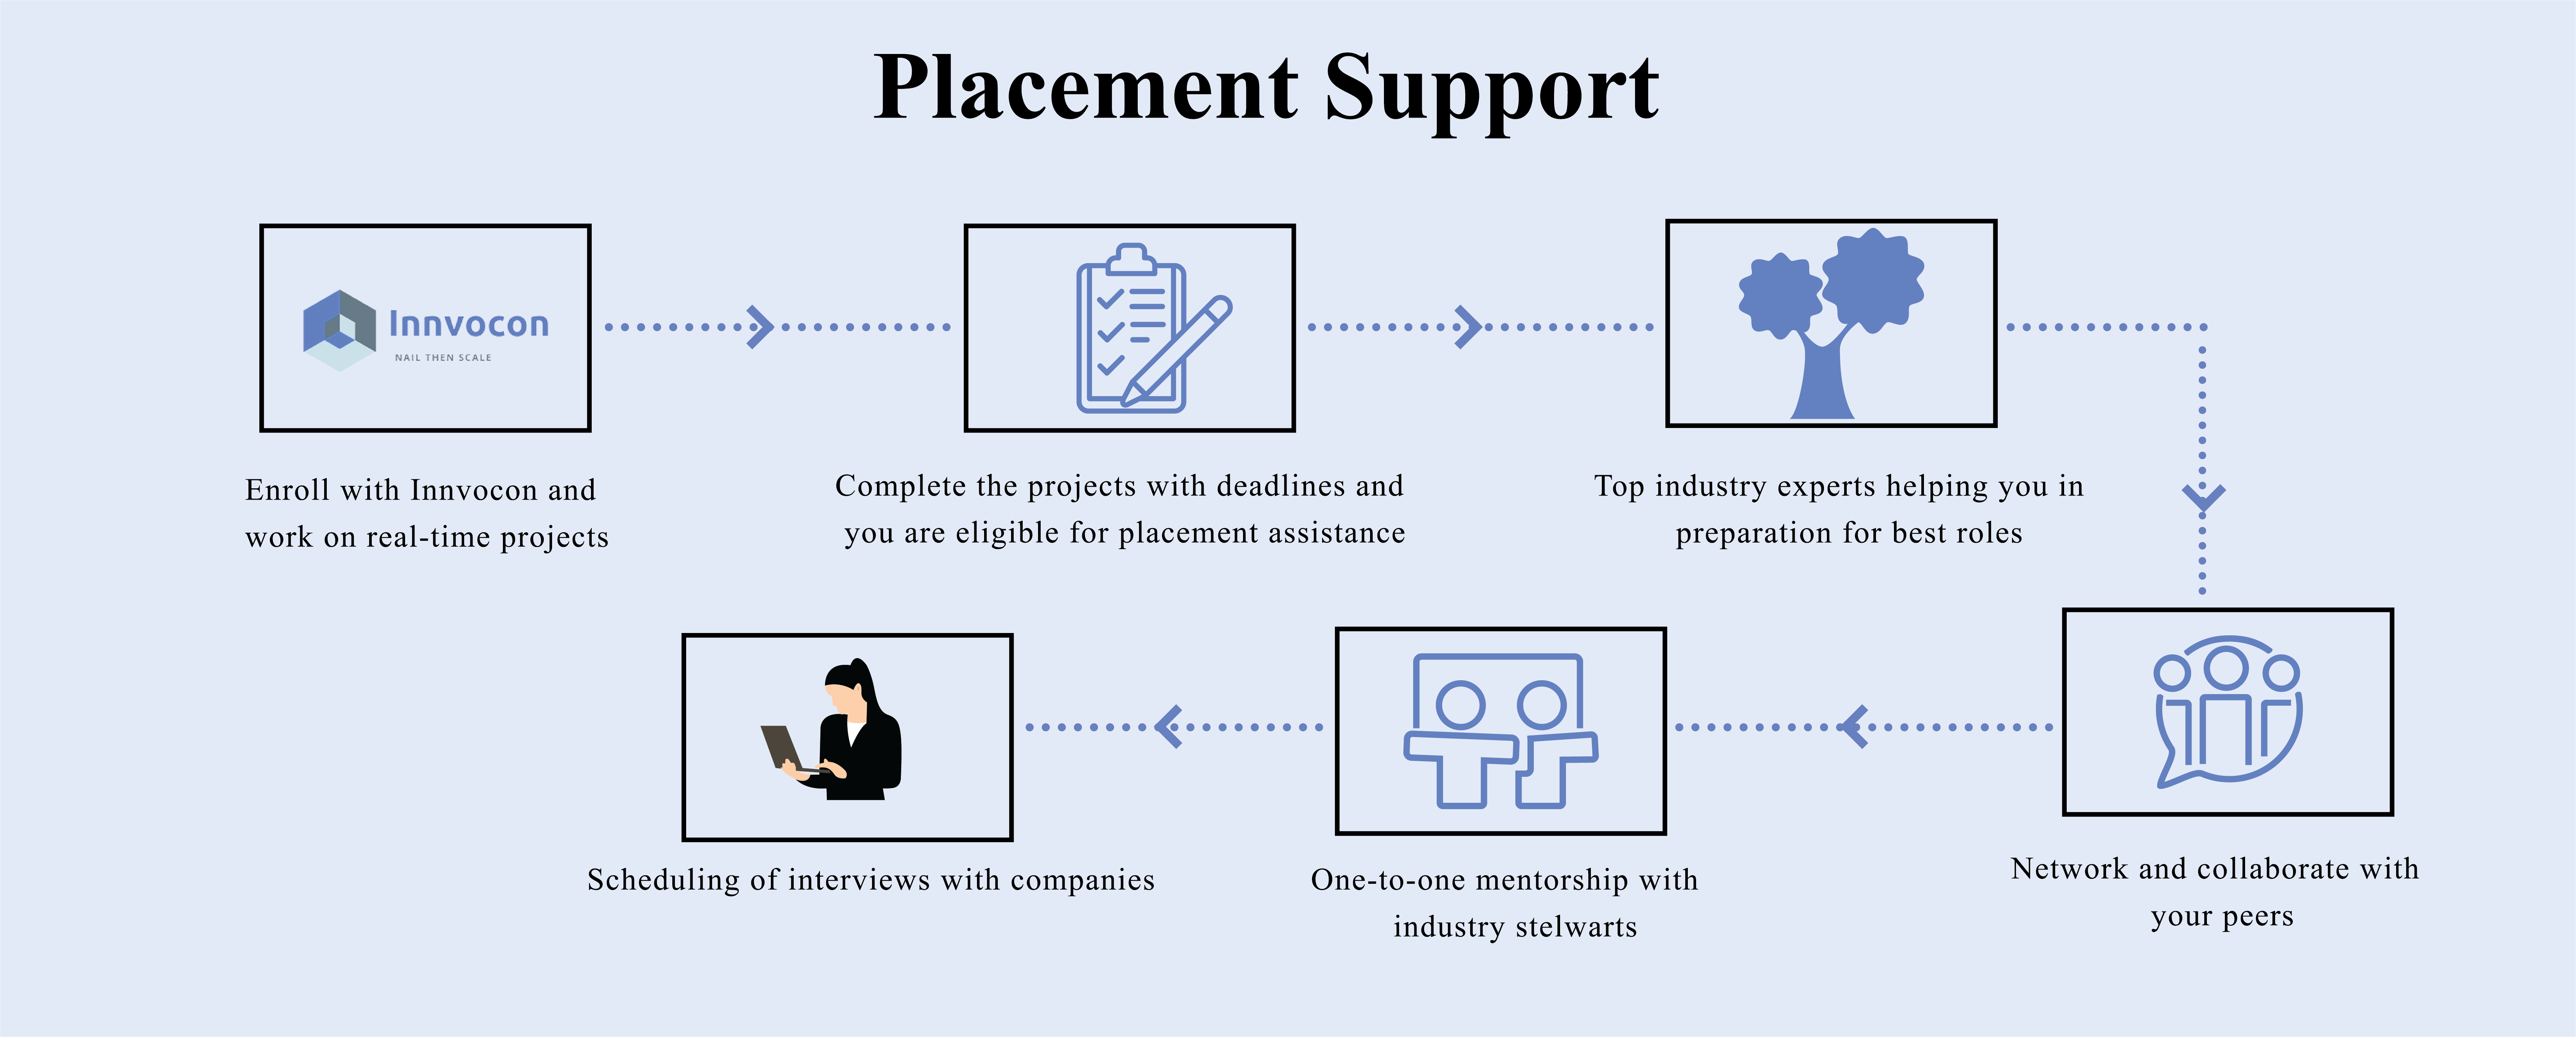 Placement Support
Innvocon
NAIL THEN SCALE
Enroll with Innvocon and
work on real-time projects
Complete the projects with deadlines and
you are eligible for placement assistance
Top industry experts helping you in
preparation for best roles
Network and collaborate with
your peers
One-to-one mentorship with
industry stelwarts
Scheduling of interviews with companies